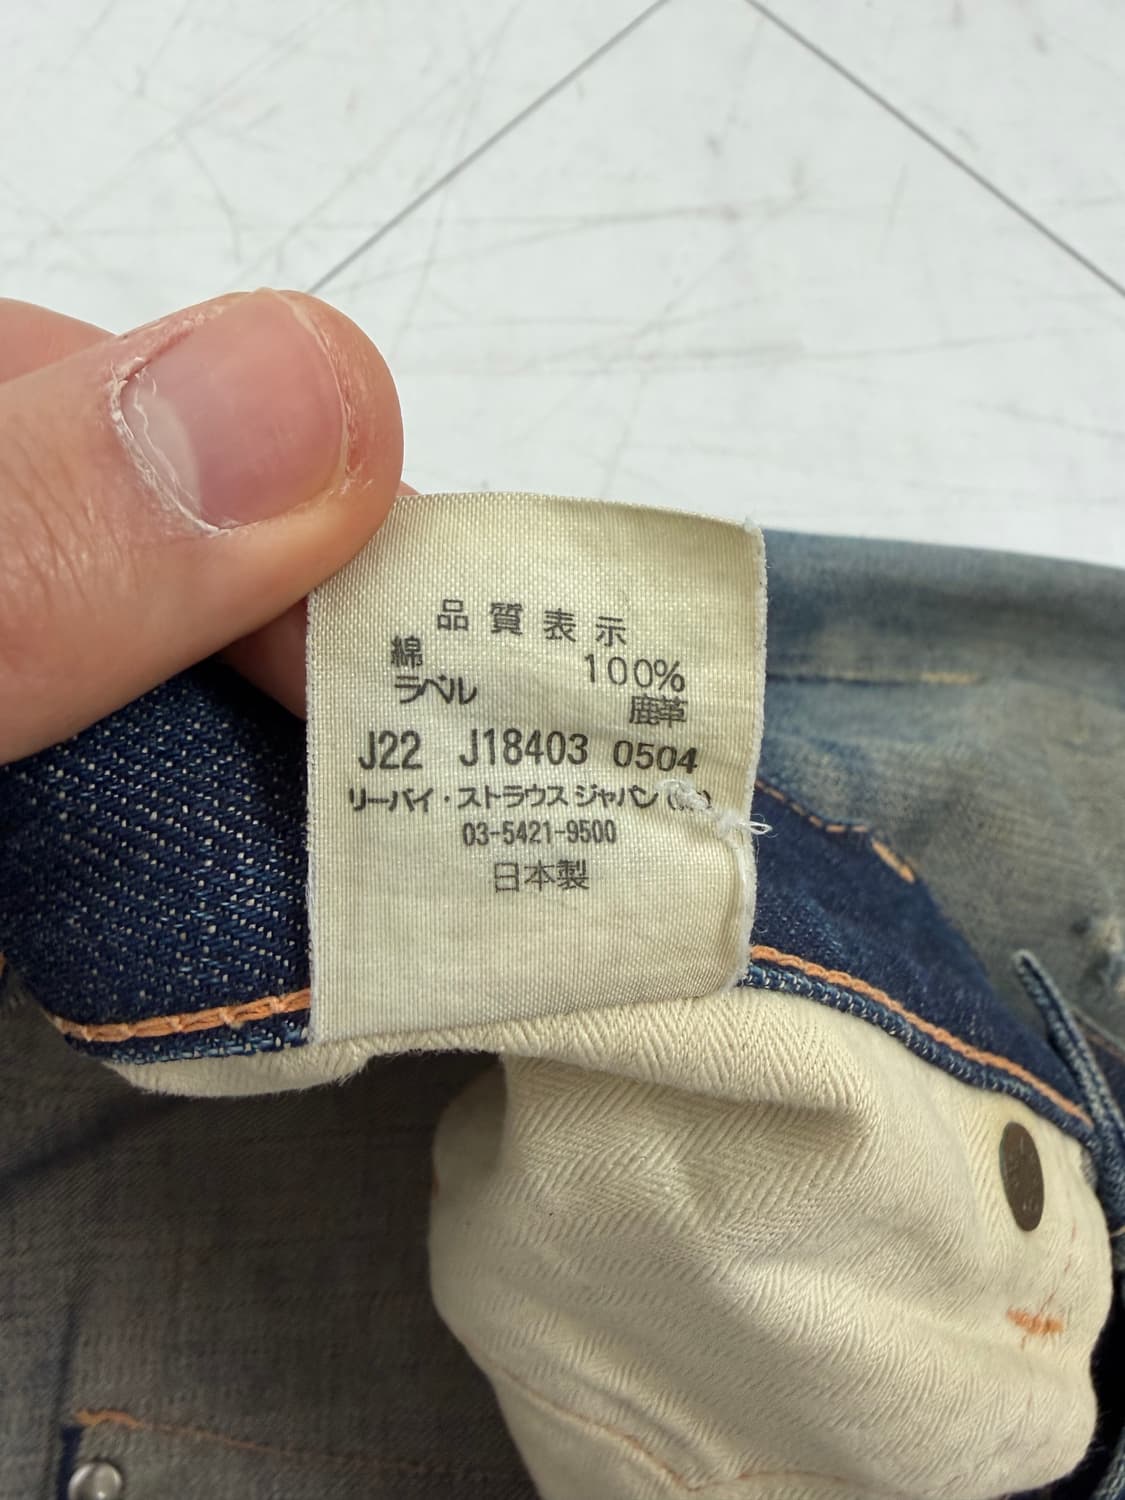 品質表示
綿 100%
ラベル 鹿革
J22 J18403 0504
リーバイ・ストラウス ジャパン
03-5421-9500
日本製